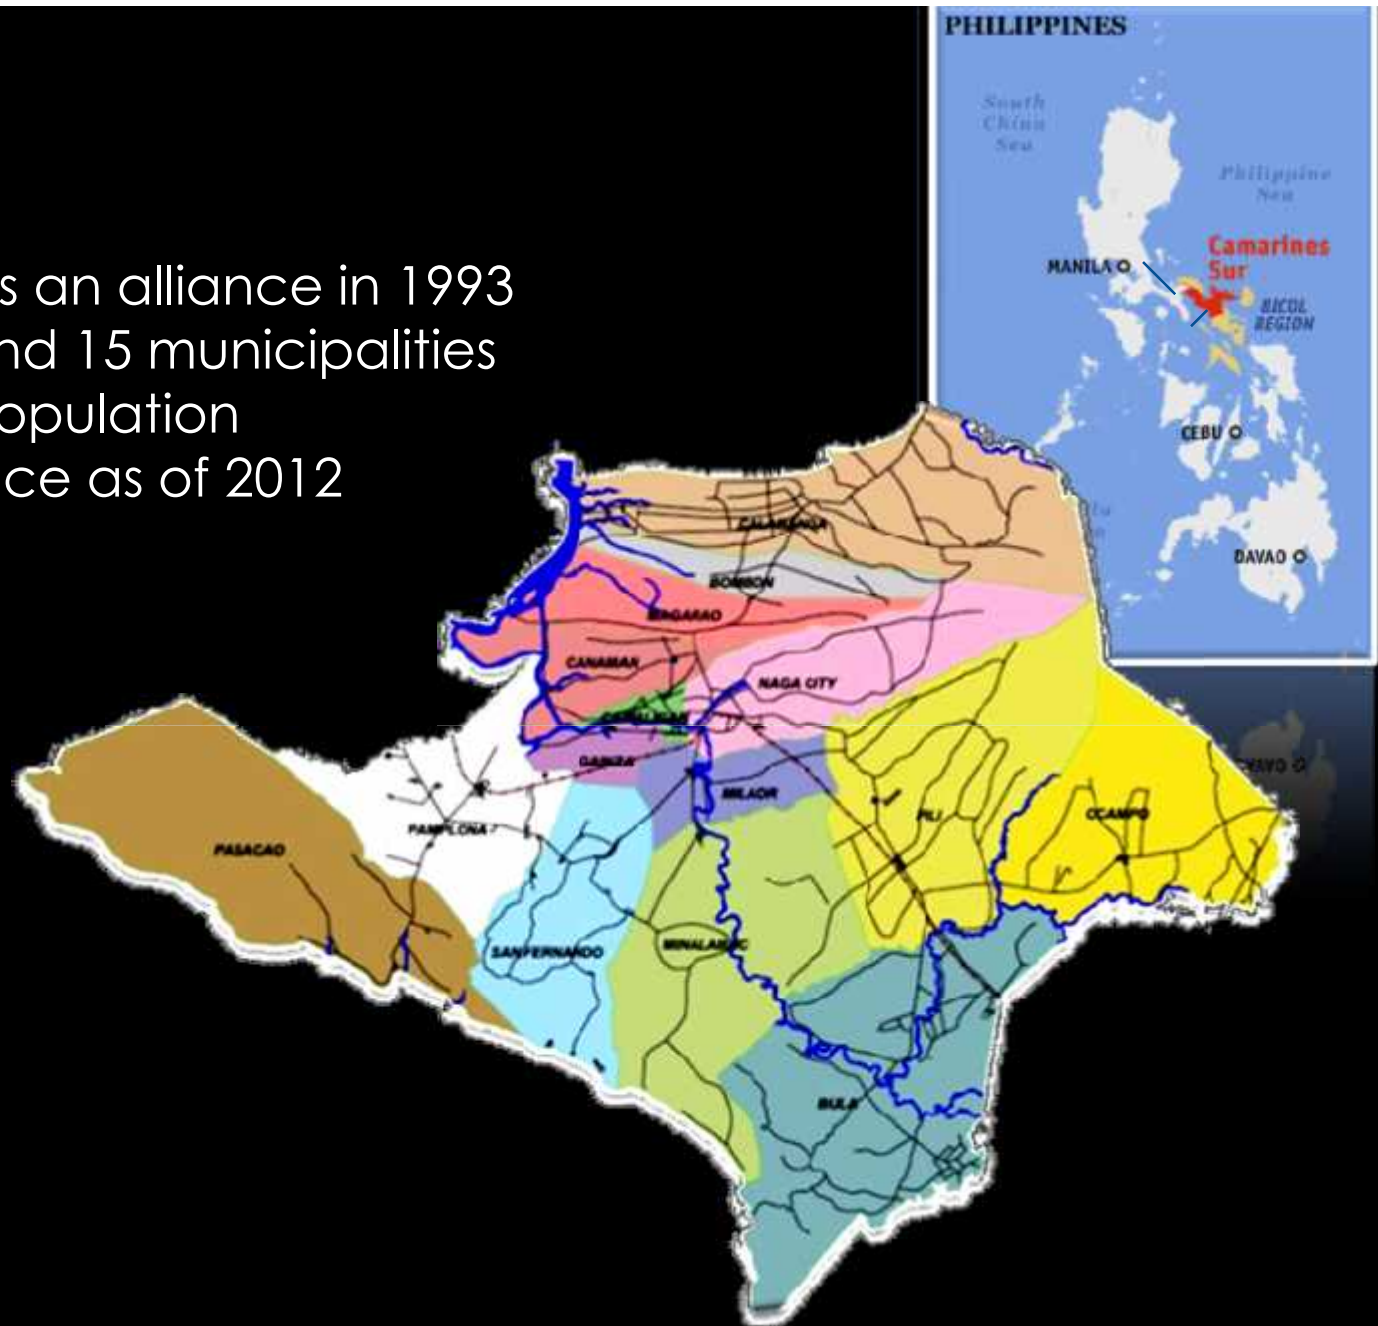 PHILIPPINES
South
China
Sea
Philippine
Sea
Camarines
Sur
MANILA
BICOL
REGION
s an alliance in 1993
nd 15 municipalities
opulation
ce as of 2012
CEBU
DAVAO
CALABANGA
BOMBON
MAGARAO
CANAMAN
NAGA CITY
CAMALIGAN
GAINZA
MILAOR
PILI
OCAMPO
PAMPLONA
PASACAO
SANFERNANDO
MINALABAC
BULA